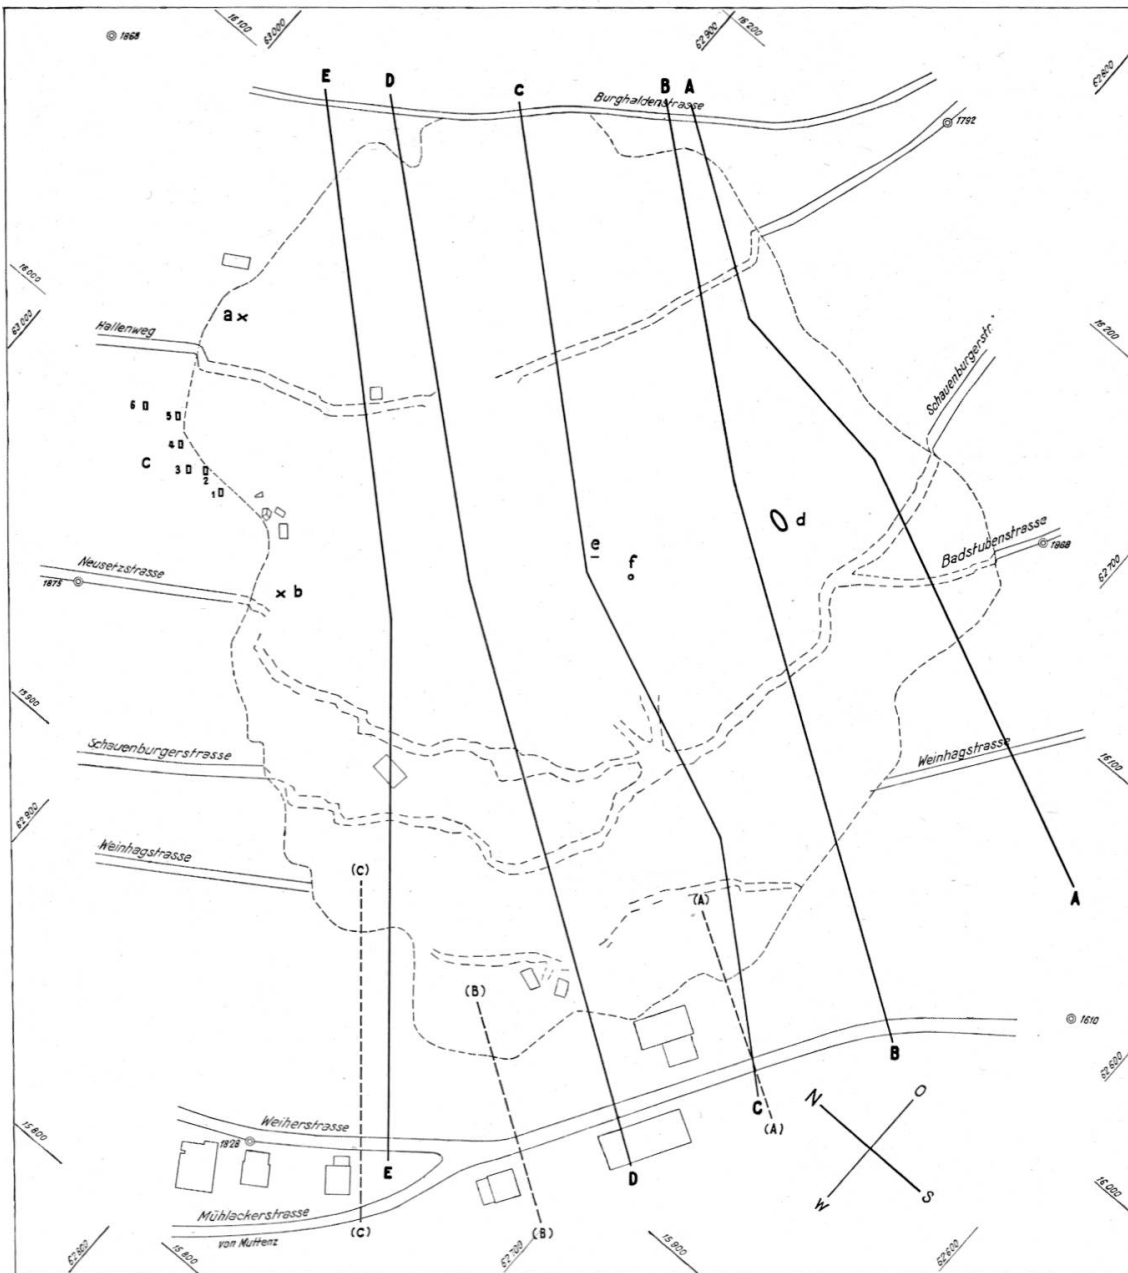 16 100
63 000
62 900
16 200
1868
62 800
E
D
C
B
A
Burghaldenstrasse
1792
16 000
63 000
a
Hallenweg
16 200
Schauenburgerstr.
6
5
4
C
3
2
1
d
e
f
Badstubenstrasse
1868
Neusetzstrasse
1875
b
62 700
15 900
Schauenburgerstrasse
Weinhagstrasse
16 100
62 800
Weinhagstrasse
(C)
(A)
A
(B)
1610
B
62 600
N
O
C
(A)
15 800
Weiherstrasse
1828
E
D
W
S
16 000
Mühlackerstrasse
von Muttenz
(C)
(B)
62 800
15 800
62 700
15 900
62 600